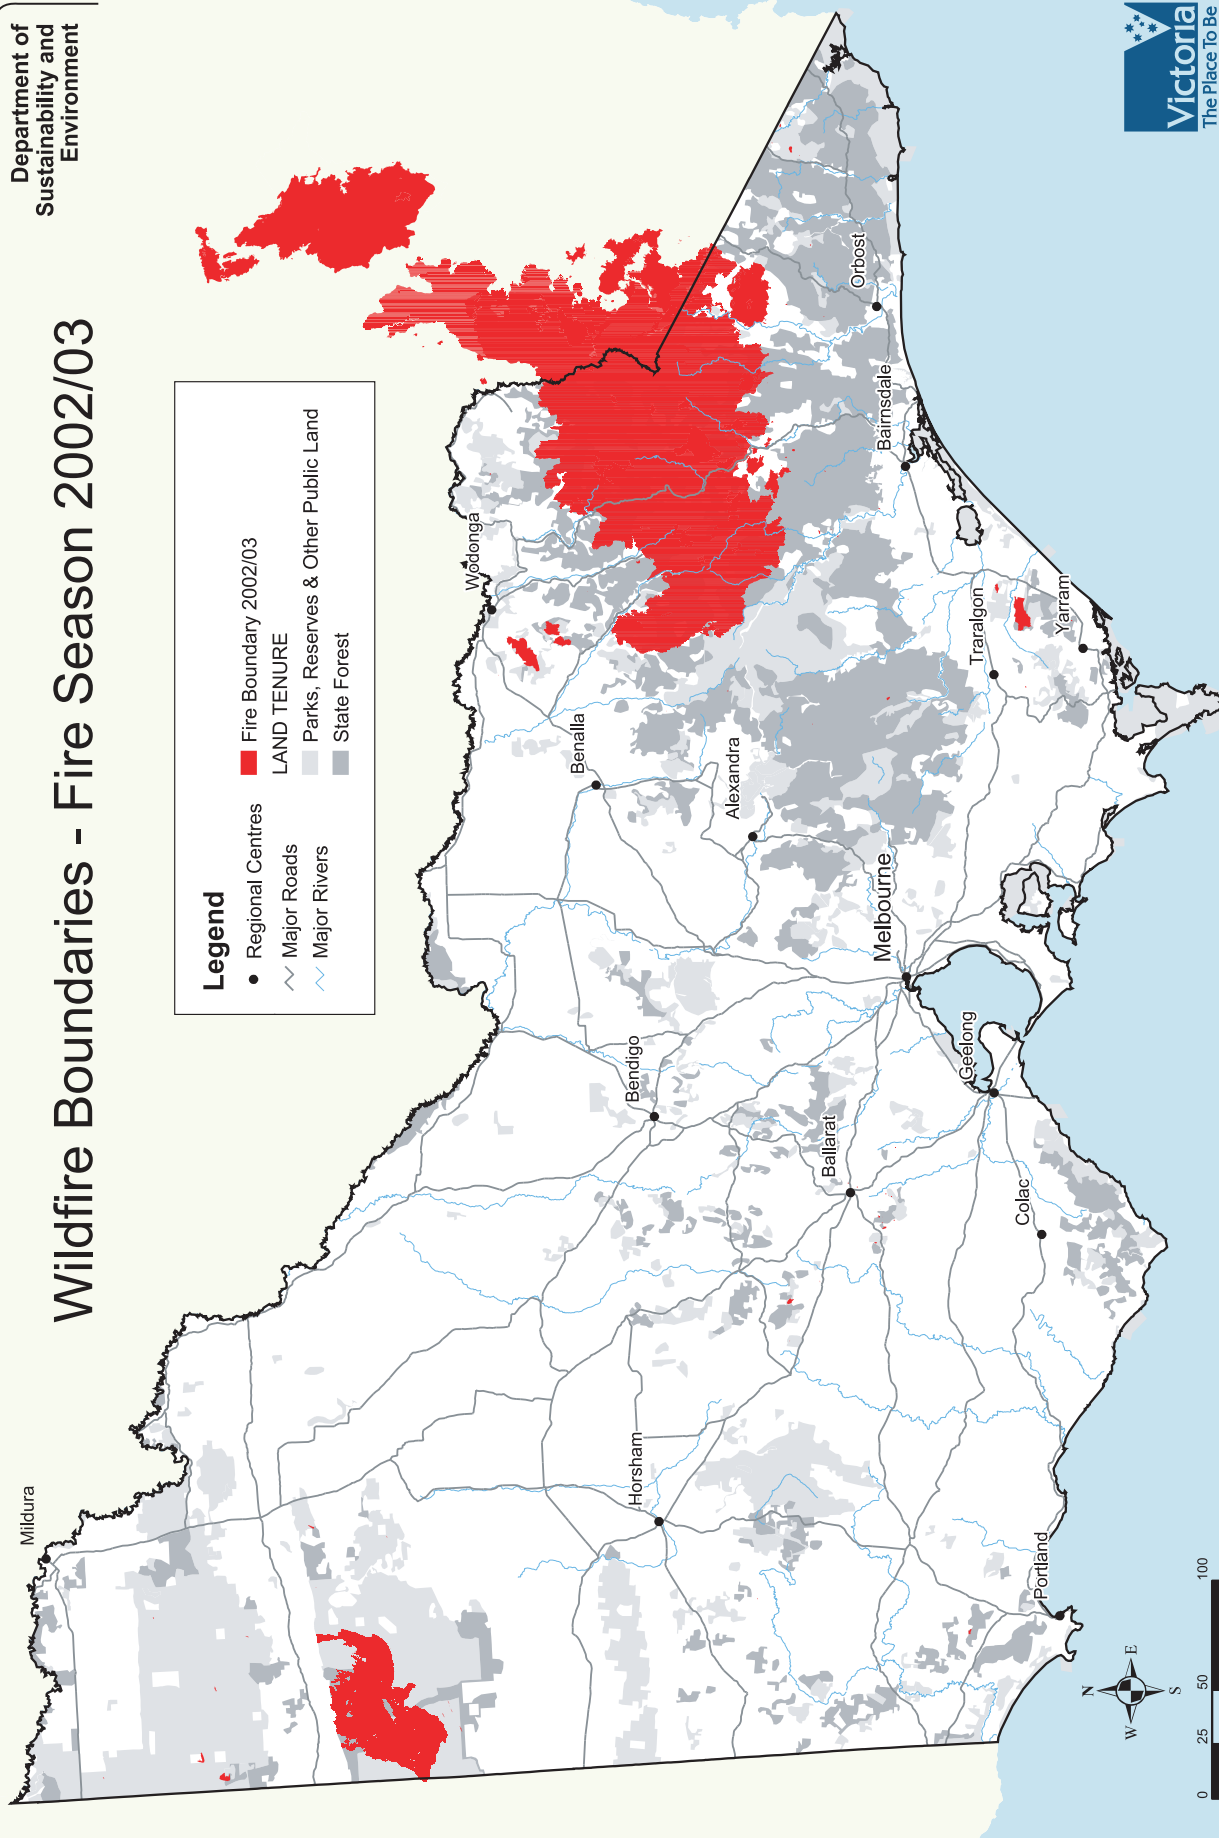 Wildfire Boundaries - Fire Season 2002/03
Department of
Sustainability and
Environment
Legend
Regional Centres
Major Roads
Major Rivers
Fire Boundary 2002/03
LAND TENURE
Parks, Reserves & Other Public Land
State Forest
Mildura
Wodonga
Benalla
Alexandra
Bendigo
Horsham
Ballarat
Melbourne
Geelong
Colac
Portland
Traralgon
Yarram
Bairnsdale
Orbost
N
W
E
S
0
25
50
100
Victoria
The Place To Be